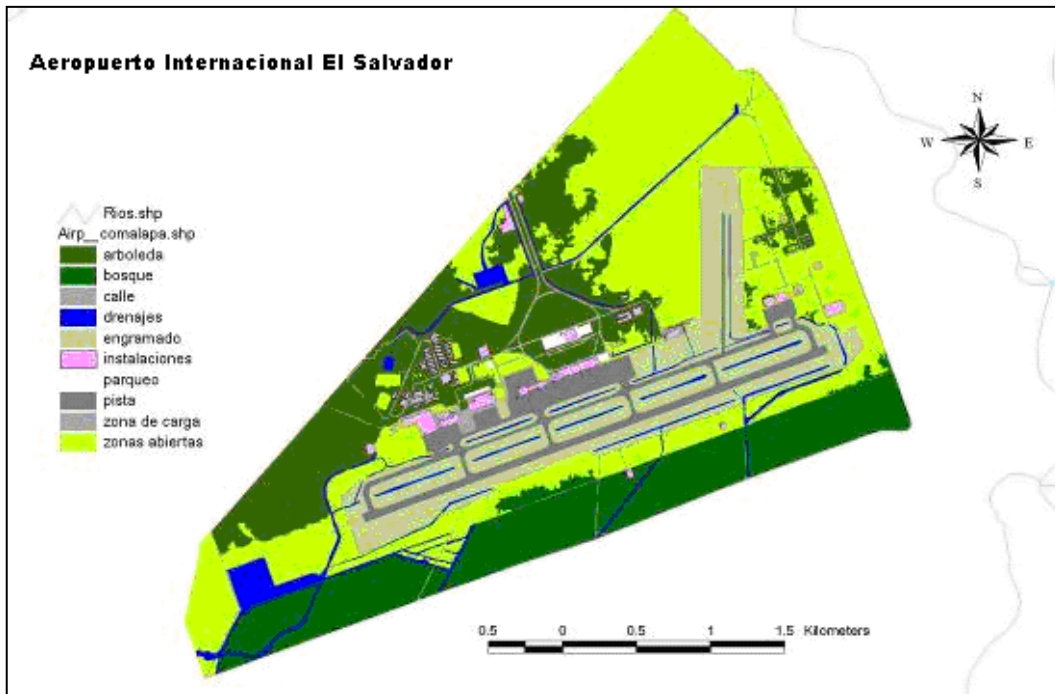 Aeropuerto Internacional El Salvador
N
W E
S
Rios.shp
Airp__comalapa.shp
arboleda
bosque
calle
drenajes
engramado
instalaciones
parqueo
pista
zona de carga
zonas abiertas
0.5 0 0.5 1 1.5 Kilometers